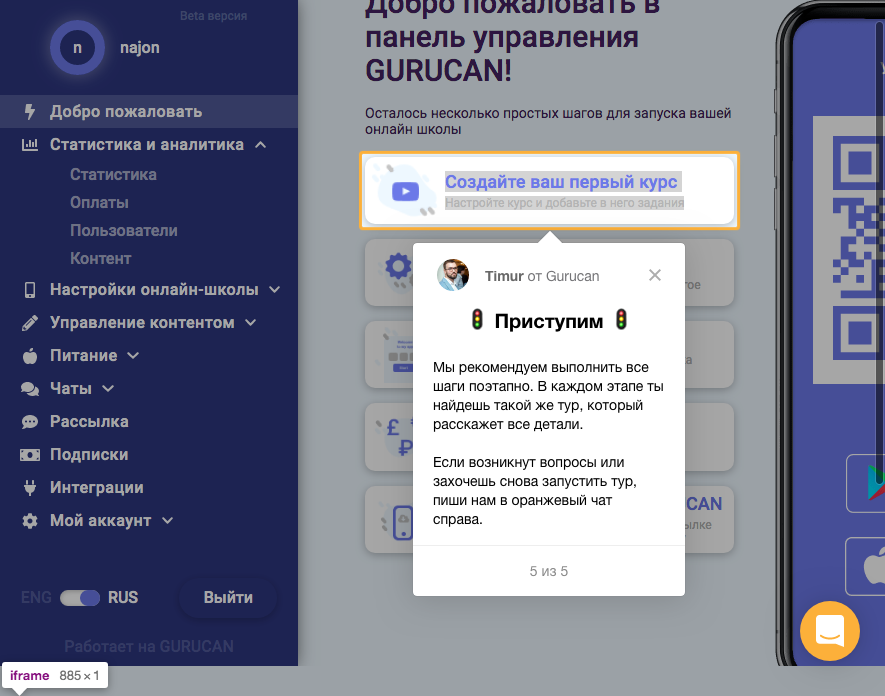 Beta версия
n
najon
Добро пожаловать
Статистика и аналитика
Статистика
Оплаты
Пользователи
Контент
Настройки онлайн-школы
Управление контентом
Питание
Чаты
Рассылка
Подписки
Интеграции
Мой аккаунт
ENG
RUS
Выйти
Работает на GURUCAN
iframe 885 × 1
Добро пожаловать в
панель управления
GURUCAN!
Осталось несколько простых шагов для запуска вашей
онлайн школы
Создайте ваш первый курс
Настройте курс и добавьте в него задания
Timur от Gurucan
Приступим
Мы рекомендуем выполнить все
шаги поэтапно. В каждом этапе ты
найдешь такой же тур, который
расскажет все детали.
Если возникнут вопросы или
захочешь снова запустить тур,
пиши нам в оранжевый чат
справа.
5 из 5